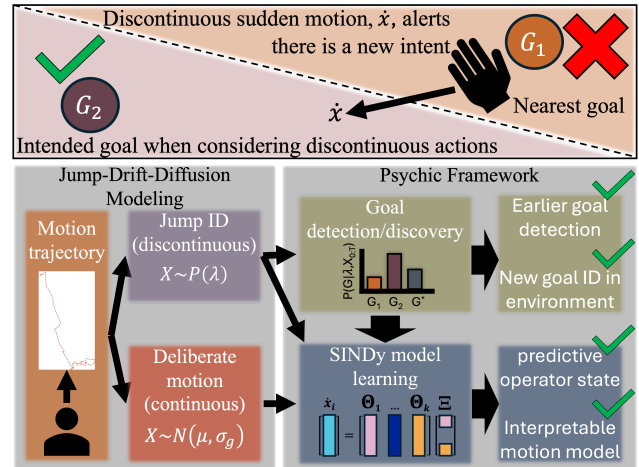 Discontinuous sudden motion, ẋ, alerts
there is a new intent
G₁
G₂
ẋ
Nearest goal
Intended goal when considering discontinuous actions
Jump-Drift-Diffusion
Modeling
Psychic Framework
Motion
trajectory
Jump ID
(discontinuous)
X~P(λ)
Deliberate
motion
(continuous)
X~N(μ, σg)
Goal
detection/discovery
P(G|λ,X₀:T)
G₁ G₂ G*
SINDy model
learning
ẋᵢ Θ₁ ... Θₖ Ξ
=
Earlier goal
detection
New goal ID in
environment
predictive
operator state
Interpretable
motion model